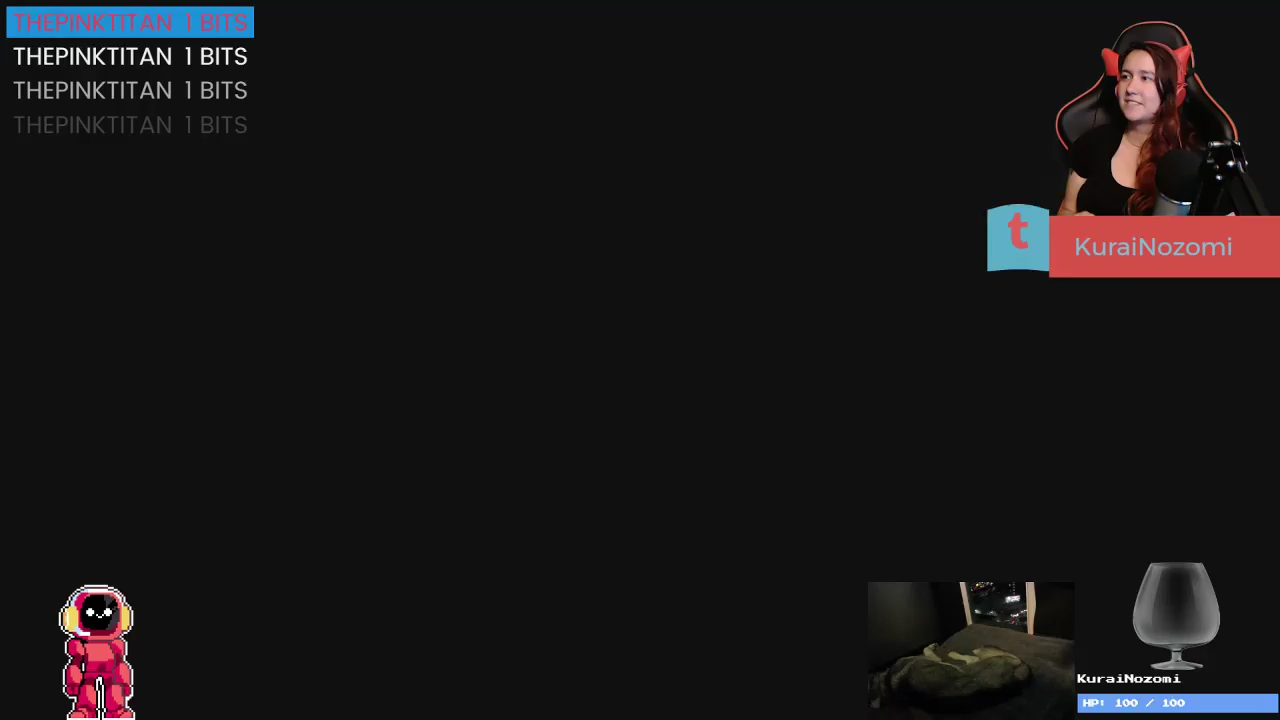 THEPINKTITAN 1 BITS
THEPINKTITAN 1 BITS
THEPINKTITAN 1 BITS
THEPINKTITAN 1 BITS
t
KuraiNozomi
KuraiNozomi
HP: 100 / 100